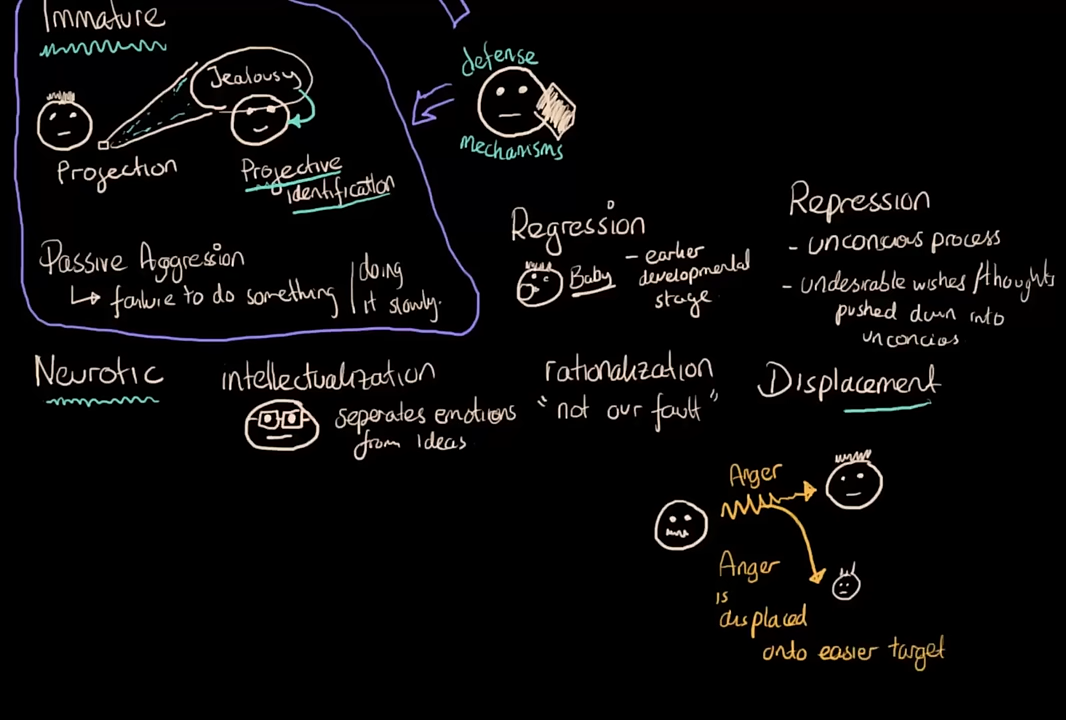 Immature
defense
mechanisms
Jealousy
Projection
Projective
identification
Passive Aggression
failure to do something / doing
it slowly.
Regression
Baby
- earlier
developmental
stage
Repression
- unconcious process
- undesirable wishes / thoughts
pushed down into
unconcios
Neurotic
intellectualization
seperates emotions
from ideas
rationalization
"not our fault"
Displacement
Anger
Anger
is
displaced
onto easier target